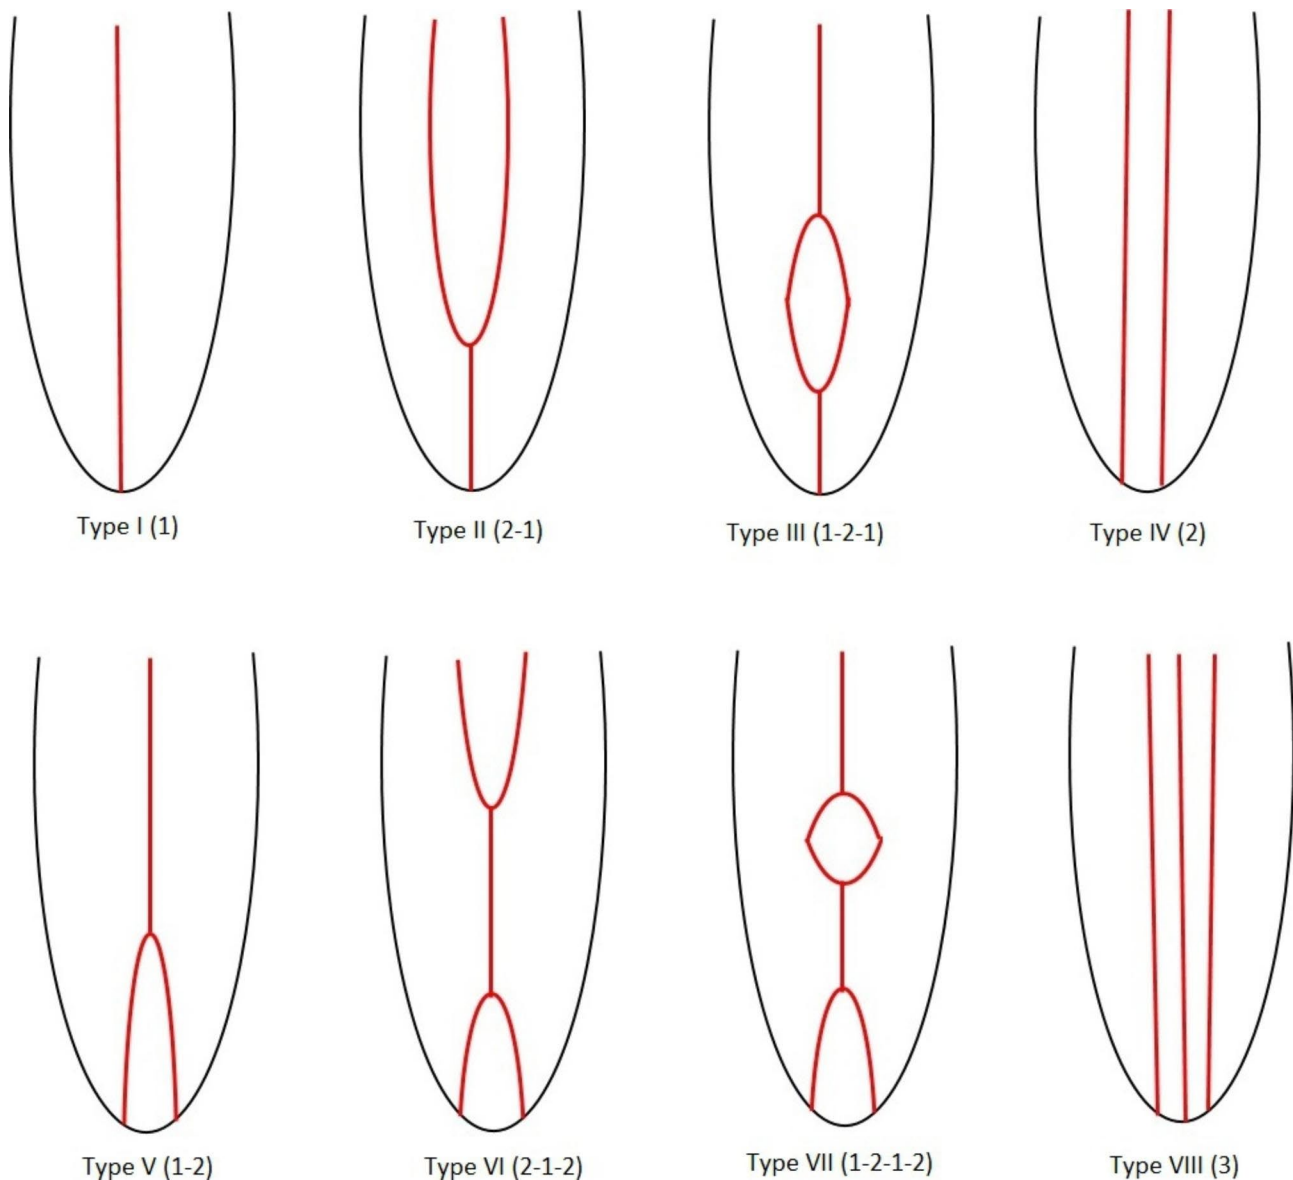 Type I (1)
Type II (2-1)
Type III (1-2-1)
Type IV (2)
Type V (1-2)
Type VI (2-1-2)
Type VII (1-2-1-2)
Type VIII (3)